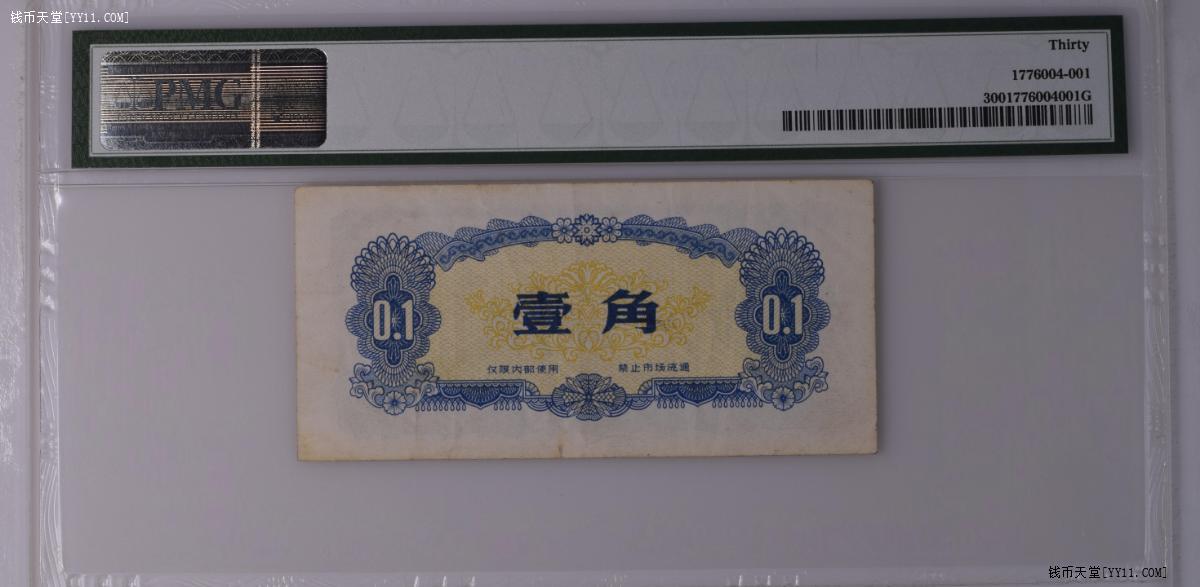 钱币天堂[YY11.COM]
Thirty
1776004-001
PMG
3001776004001G
壹角
0.1
0.1
仅限内部使用 禁止市场流通
钱币天堂[YY11.COM]